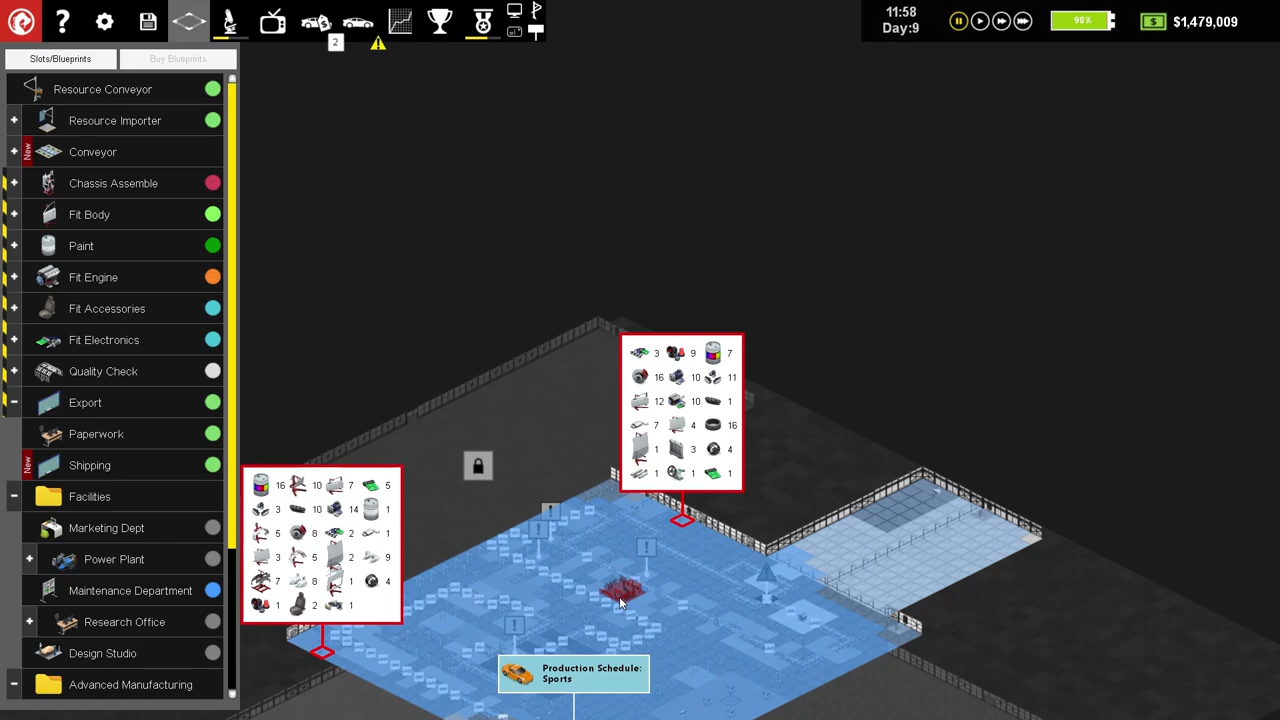 ?
2
11:58
Day:9
98%
$
$1,479,009
Slots/Blueprints
Buy Blueprints
Resource Conveyor
Resource Importer
New
Conveyor
Chassis Assemble
Fit Body
Paint
Fit Engine
Fit Accessories
Fit Electronics
Quality Check
Export
Paperwork
New
Shipping
Facilities
Marketing Dept
Power Plant
Maintenance Department
Research Office
Design Studio
Advanced Manufacturing
3 9 7
16 10 11
12 10 1
7 4 16
1 3 4
1 1 1
16 10 7 5
3 10 14 1
5 8 2 1
3 5 2 9
7 8 1 4
1 2 1
Production Schedule:
Sports